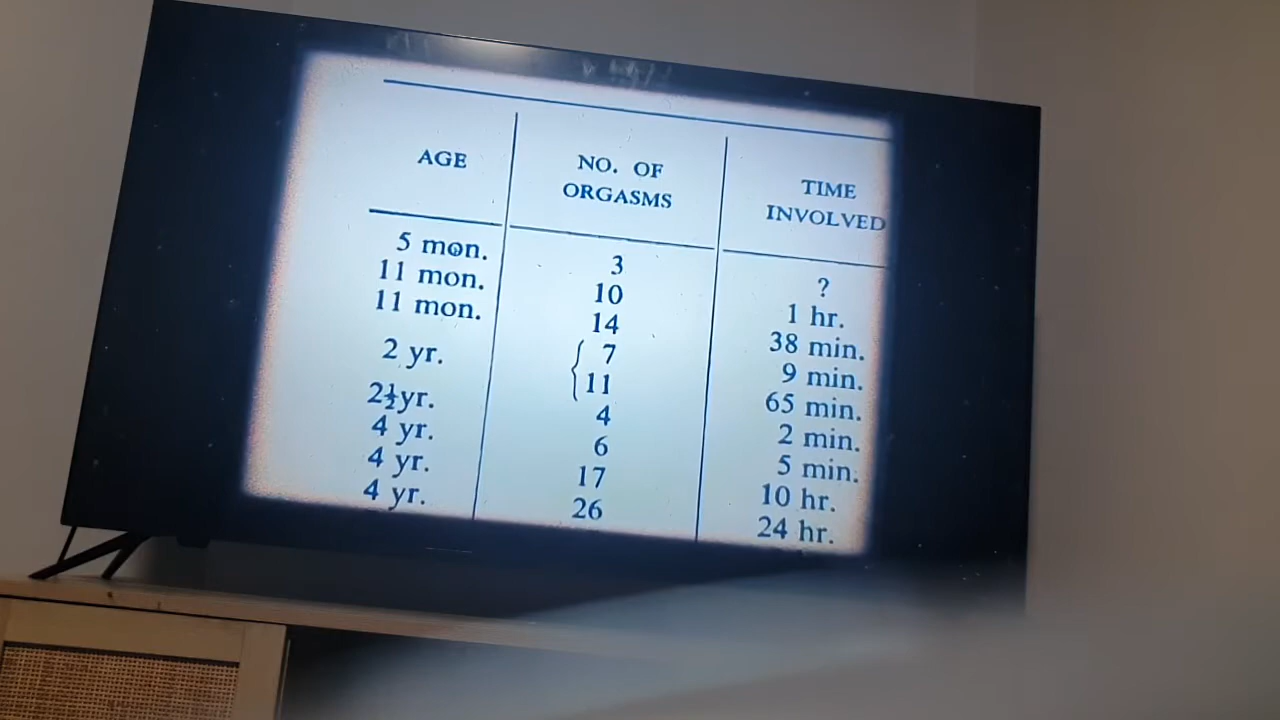 AGE NO. OF ORGASMS TIME INVOLVED
5 mon. 3 ?
11 mon. 10 1 hr.
11 mon. 14 38 min.
2 yr. { 7 9 min.
11 65 min.
2½ yr. 4 2 min.
4 yr. 6 5 min.
4 yr. 17 10 hr.
4 yr. 26 24 hr.